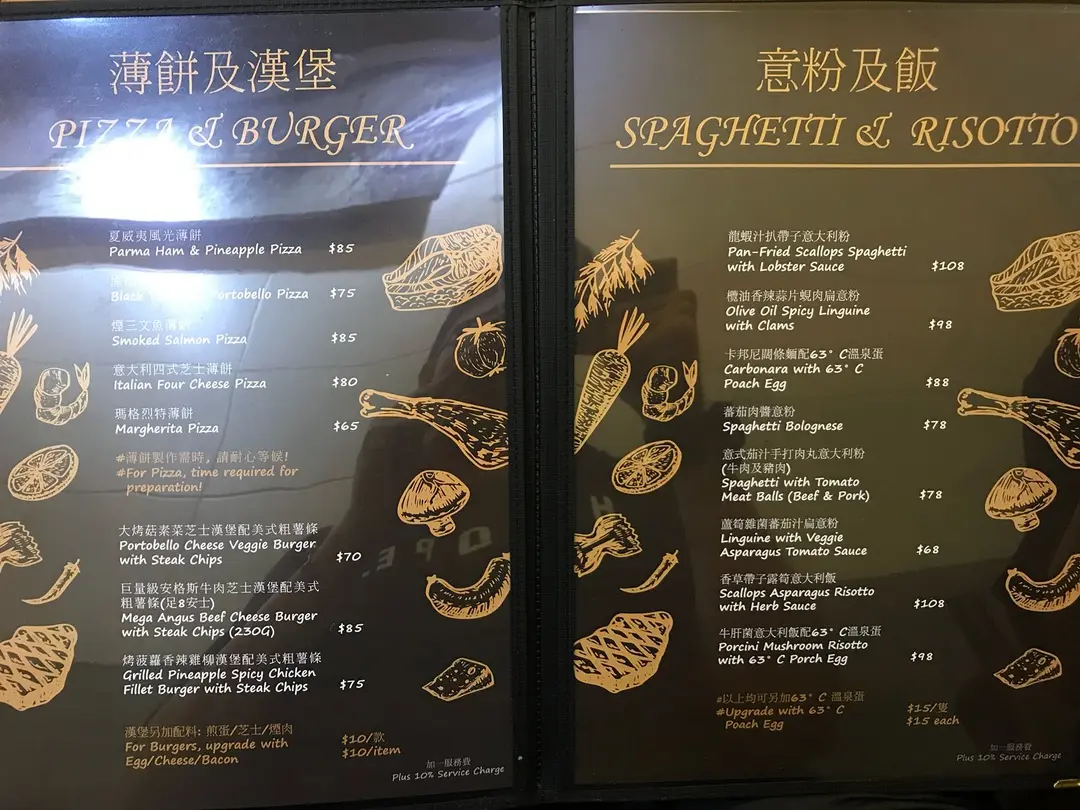 薄餅及漢堡
PIZZA & BURGER
夏威夷風光薄餅
Parma Ham & Pineapple Pizza $85
Black Portobello Pizza $75
煙三文魚薄餅
Smoked Salmon Pizza $85
意大利四式芝士薄餅
Italian Four Cheese Pizza $80
瑪格烈特薄餅
Margherita Pizza $65
#薄餅製作需時, 請耐心等候!
#For Pizza, time required for
preparation!
大烤菇素菜芝士漢堡配美式粗薯條
Portobello Cheese Veggie Burger
with Steak Chips $70
巨量級安格斯牛肉芝士漢堡配美式
粗薯條(足8安士)
Mega Angus Beef Cheese Burger
with Steak Chips (230G) $85
烤菠蘿香辣雞柳漢堡配美式粗薯條
Grilled Pineapple Spicy Chicken
Fillet Burger with Steak Chips $75
漢堡另加配料: 煎蛋/芝士/煙肉 $10/款
For Burgers, upgrade with $10/item
Egg/Cheese/Bacon
加一服務費
Plus 10% Service Charge
意粉及飯
SPAGHETTI & RISOTTO
龍蝦汁扒帶子意大利粉
Pan-Fried Scallops Spaghetti
with Lobster Sauce $108
欖油香辣蒜片蜆肉扁意粉
Olive Oil Spicy Linguine
with Clams $98
卡邦尼闊條麵配63°C溫泉蛋
Carbonara with 63°C
Poach Egg $88
蕃茄肉醬意粉
Spaghetti Bolognese $78
意式茄汁手打肉丸意大利粉
(牛肉及豬肉)
Spaghetti with Tomato
Meat Balls (Beef & Pork) $78
蘆筍雜菌蕃茄汁扁意粉
Linguine with Veggie
Asparagus Tomato Sauce $68
香草帶子露筍意大利飯
Scallops Asparagus Risotto
with Herb Sauce $108
牛肝菌意大利飯配63°C溫泉蛋
Porcini Mushroom Risotto
with 63°C Porch Egg $98
#以上均可另加63°C 溫泉蛋 $15/隻
#Upgrade with 63°C $15 each
Poach Egg
加一服務費
Plus 10% Service Charge